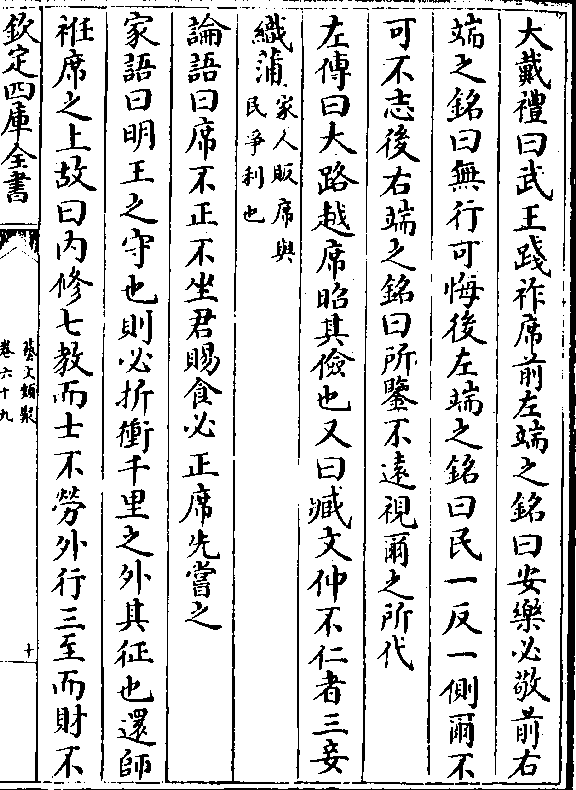 大戴禮曰武王踐祚席前左端之銘曰安樂必敬前右
端之銘曰無行可悔後左端之銘曰民一反一側爾不
可不志後右端之銘曰所鑒不遠視爾之所代
左傳曰大路越席昭其儉也又曰臧文仲不仁者三妾
織蒲家人販席與民爭利也
論語曰席不正不坐君賜食必正席先嘗之
家語曰明王之守也則必折衝千里之外其征也還師
袵席之上故曰内修七教而士不勞外行三至而財不
欽定四庫全書
藝文類聚
卷六十九
十